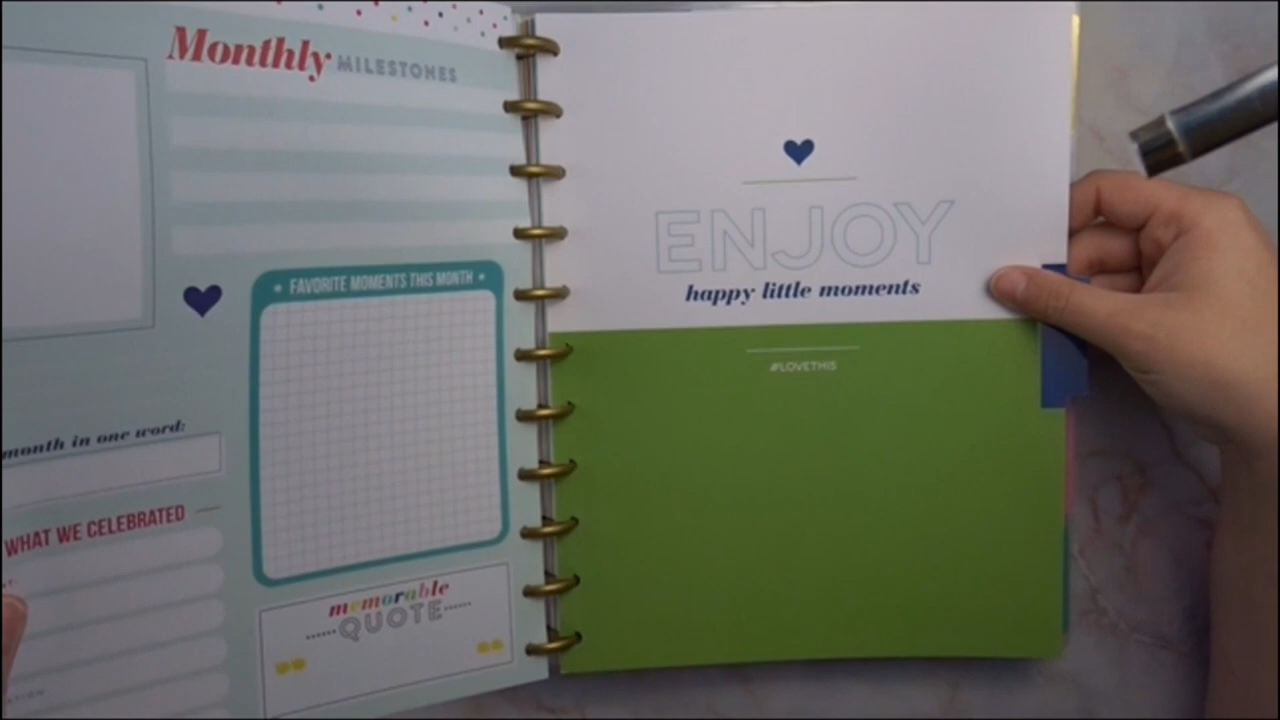 Monthly MILESTONES
FAVORITE MOMENTS THIS MONTH
month in one word:
WHAT WE CELEBRATED
memorable
QUOTE
ENJOY
happy little moments
#LOVETHIS